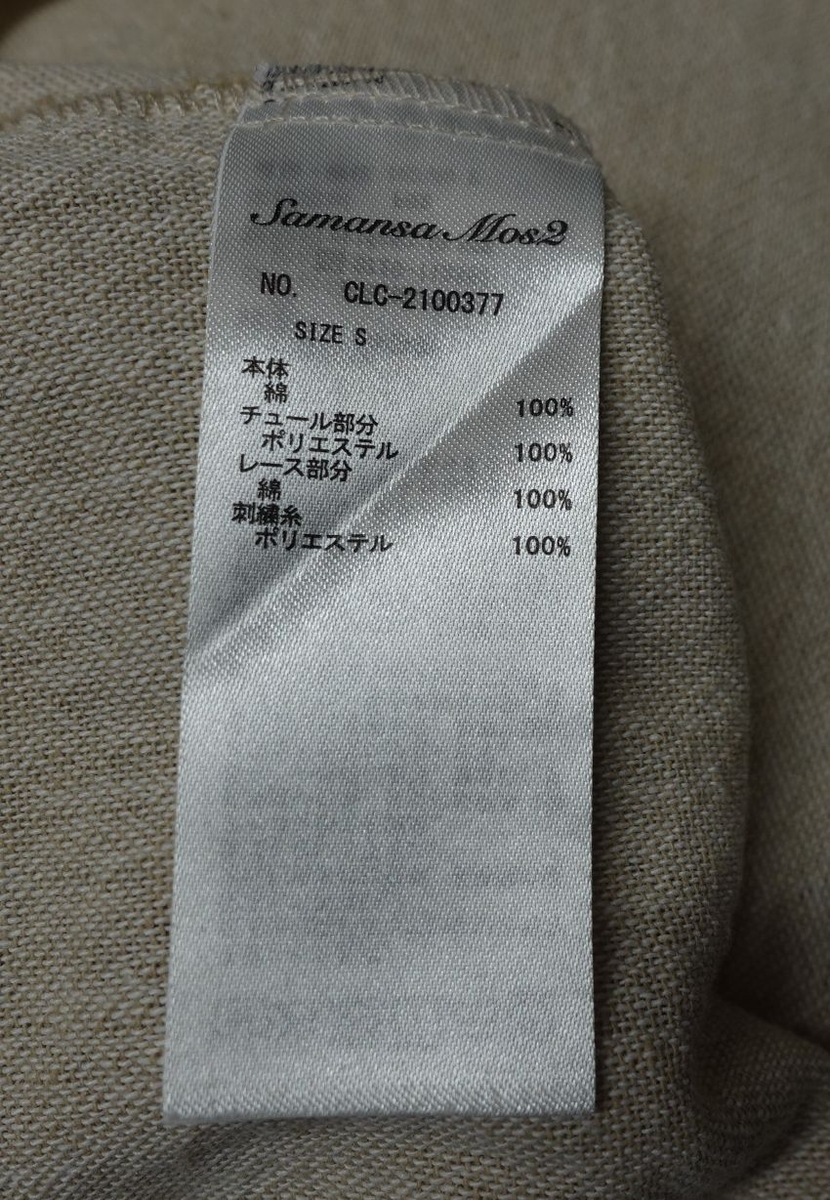 Samansa Mos2
NO. CLC-2100377
SIZE S
本体
綿 100%
チュール部分
ポリエステル 100%
レース部分
綿 100%
刺繍糸
ポリエステル 100%